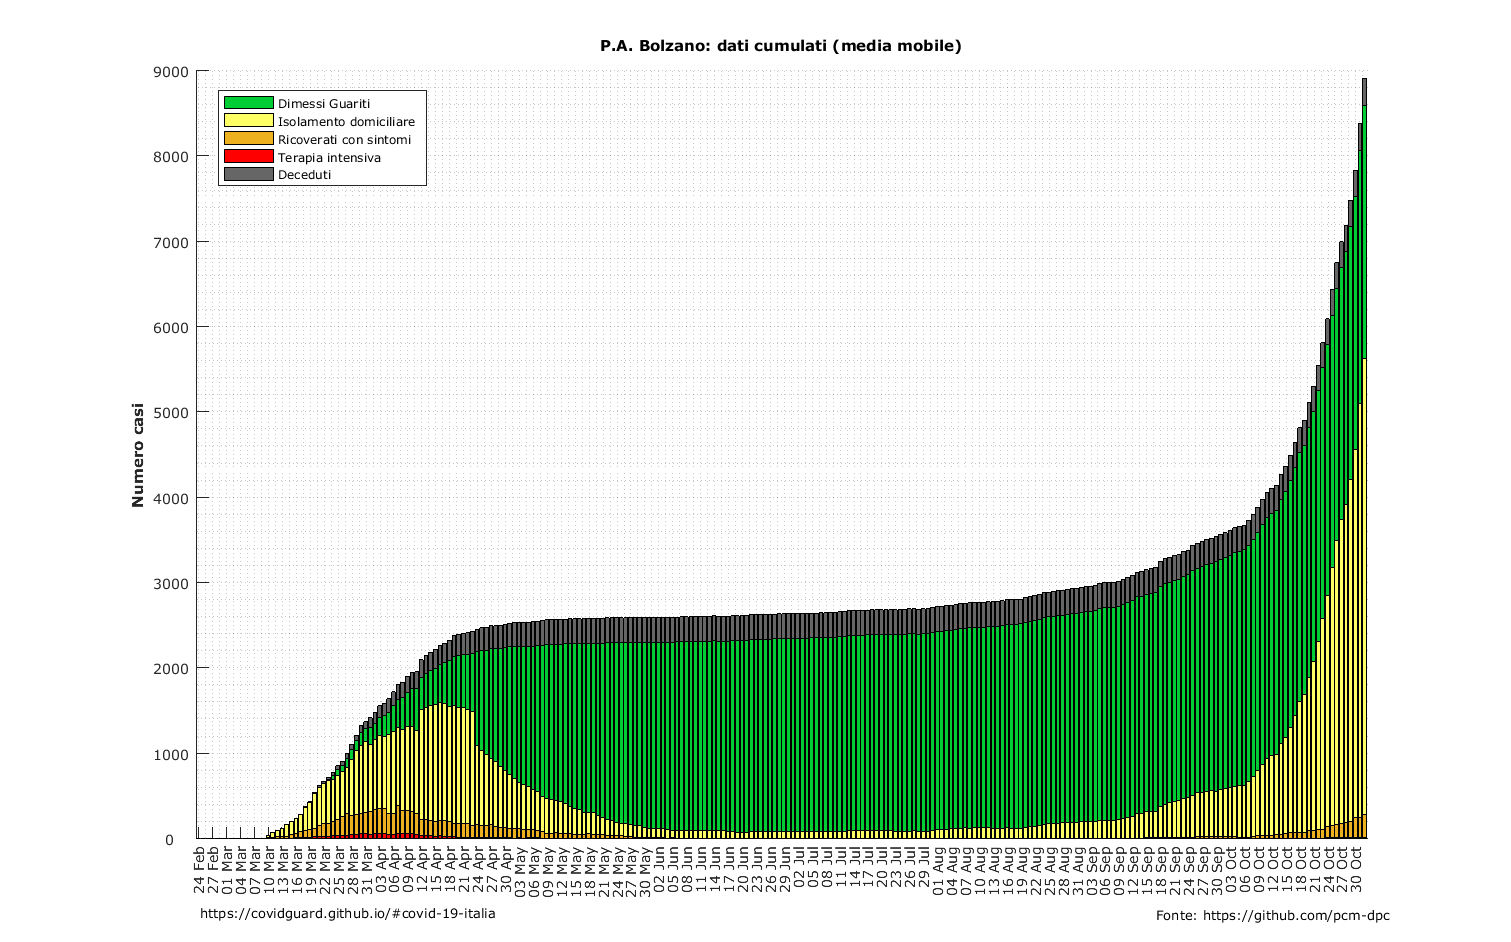 P.A. Bolzano: dati cumulati (media mobile)
9000
8000
7000
6000
5000
4000
3000
2000
1000
0
Numero casi
Dimessi Guariti
Isolamento domiciliare
Ricoverati con sintomi
Terapia intensiva
Deceduti
24 Feb
27 Feb
01 Mar
04 Mar
07 Mar
10 Mar
13 Mar
16 Mar
19 Mar
22 Mar
25 Mar
28 Mar
31 Mar
03 Apr
06 Apr
09 Apr
12 Apr
15 Apr
18 Apr
21 Apr
24 Apr
27 Apr
30 Apr
03 May
06 May
09 May
12 May
15 May
18 May
21 May
24 May
27 May
30 May
02 Jun
05 Jun
08 Jun
11 Jun
14 Jun
17 Jun
20 Jun
23 Jun
26 Jun
29 Jun
02 Jul
05 Jul
08 Jul
11 Jul
14 Jul
17 Jul
20 Jul
23 Jul
26 Jul
29 Jul
01 Aug
04 Aug
07 Aug
10 Aug
13 Aug
16 Aug
19 Aug
22 Aug
25 Aug
28 Aug
31 Aug
03 Sep
06 Sep
09 Sep
12 Sep
15 Sep
18 Sep
21 Sep
24 Sep
27 Sep
30 Sep
03 Oct
06 Oct
09 Oct
12 Oct
15 Oct
18 Oct
21 Oct
24 Oct
27 Oct
30 Oct
https://covidguard.github.io/#covid-19-italia
Fonte: https://github.com/pcm-dpc